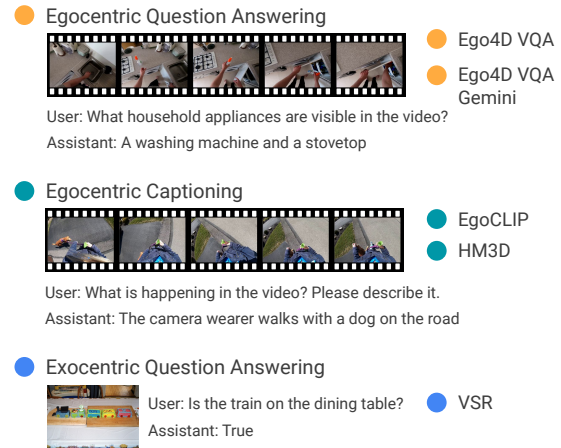 Egocentric Question Answering
Ego4D VQA
Ego4D VQA
Gemini
User: What household appliances are visible in the video?
Assistant: A washing machine and a stovetop
Egocentric Captioning
EgoCLIP
HM3D
User: What is happening in the video? Please describe it.
Assistant: The camera wearer walks with a dog on the road
Exocentric Question Answering
User: Is the train on the dining table?
VSR
Assistant: True